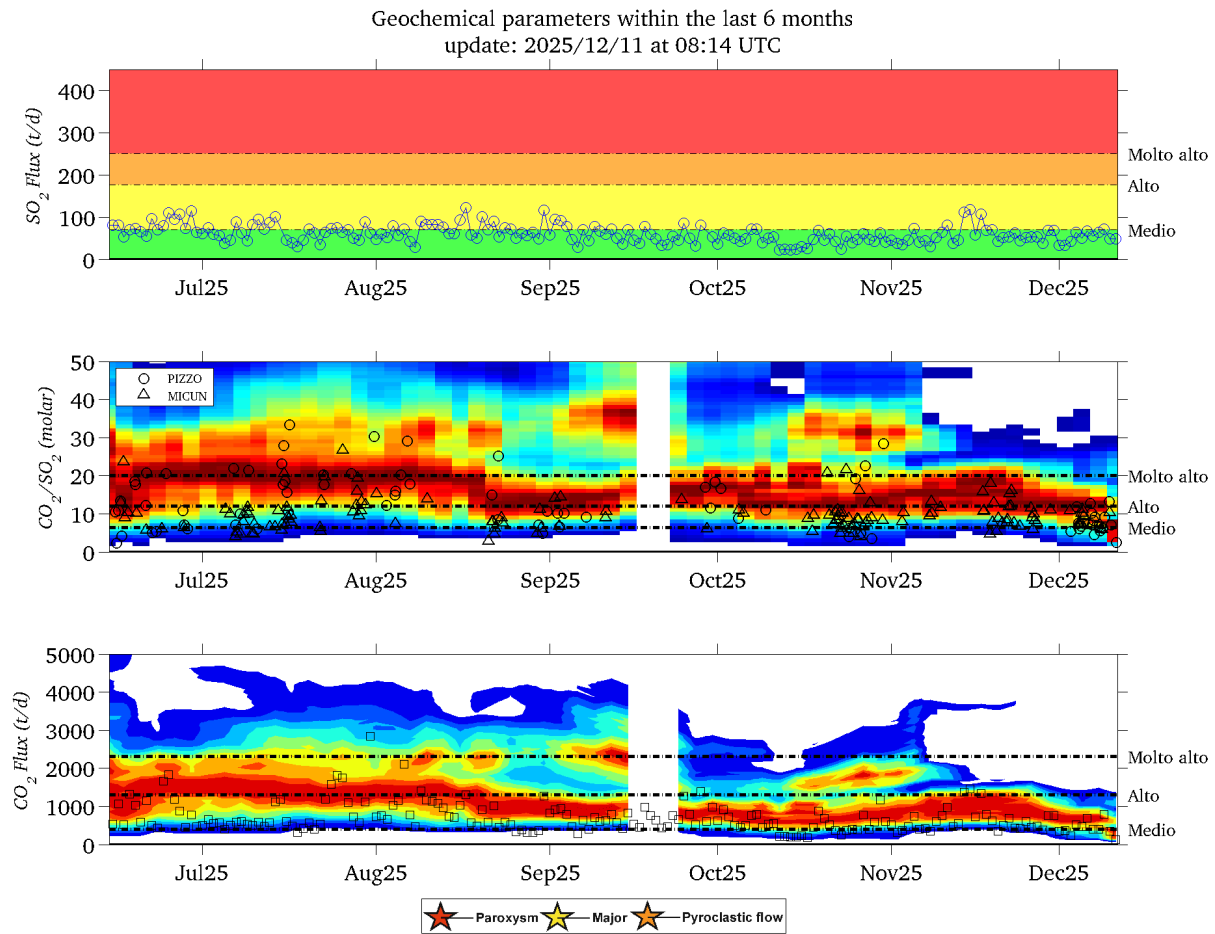 Geochemical parameters within the last 6 months
update: 2025/12/11 at 08:14 UTC
SO2 Flux (t/d)
400
300
200
100
0
Molto alto
Alto
Medio
Jul25 Aug25 Sep25 Oct25 Nov25 Dec25
CO2/SO2 (molar)
50
40
30
20
10
0
PIZZO
MICUN
Molto alto
Alto
Medio
Jul25 Aug25 Sep25 Oct25 Nov25 Dec25
CO2 Flux (t/d)
5000
4000
3000
2000
1000
0
Molto alto
Alto
Medio
Jul25 Aug25 Sep25 Oct25 Nov25 Dec25
Paroxysm Major Pyroclastic flow